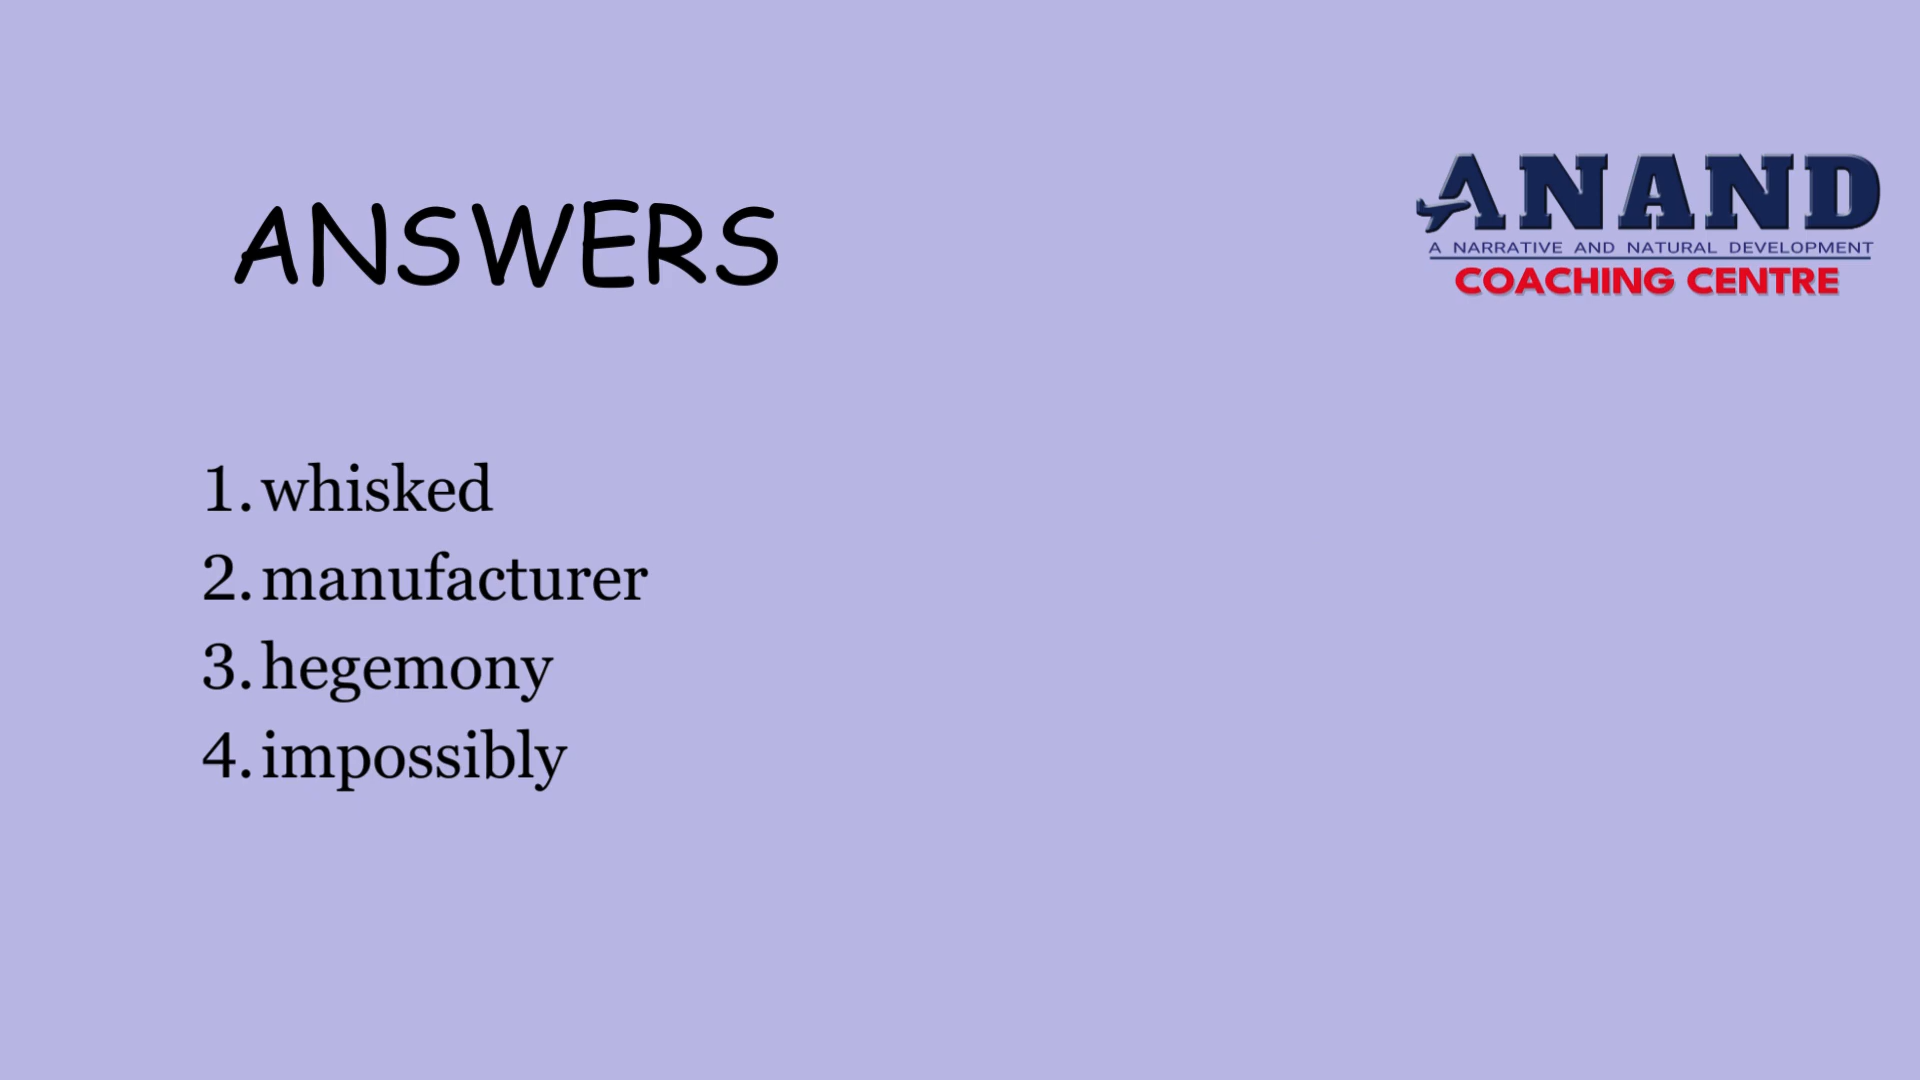 ANSWERS
ANAND
A NARRATIVE AND NATURAL DEVELOPMENT
COACHING CENTRE
1. whisked
2. manufacturer
3. hegemony
4. impossibly